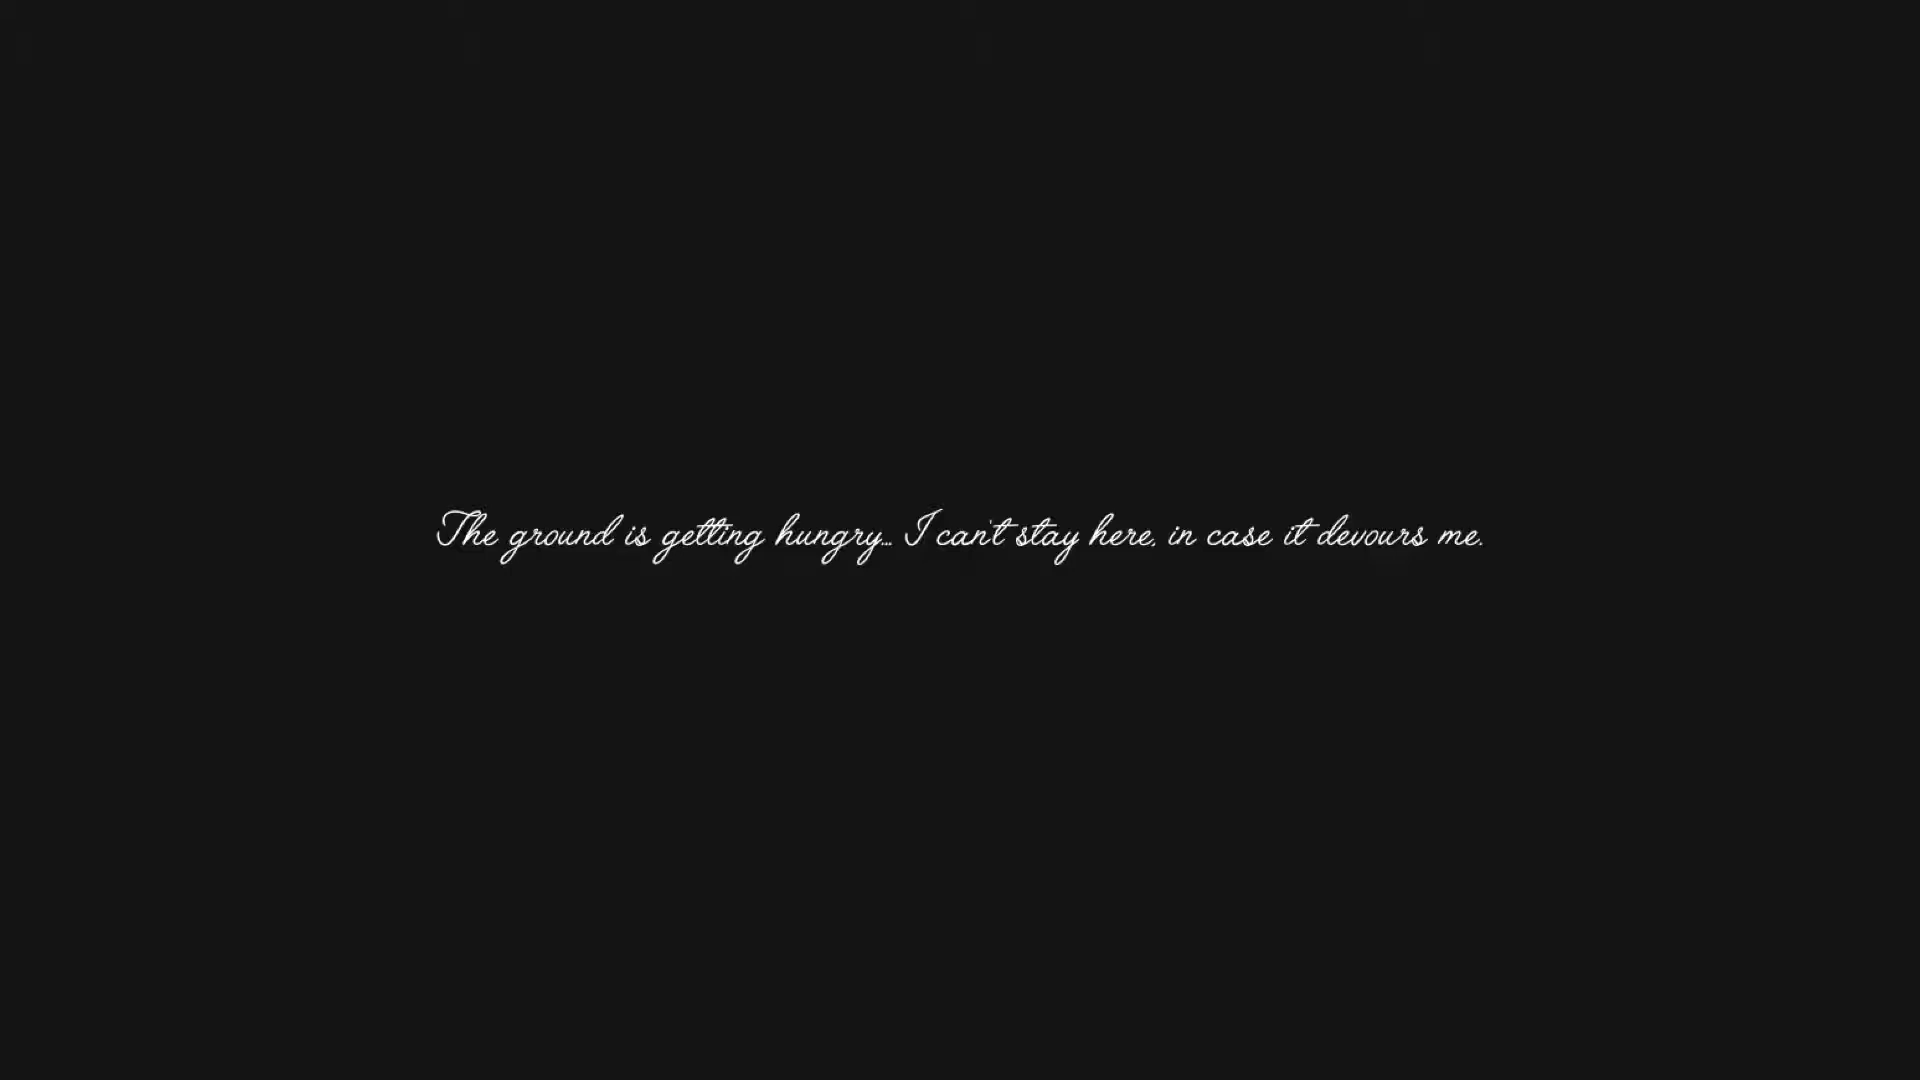 The ground is getting hungry... I can't stay here, in case it devours me.